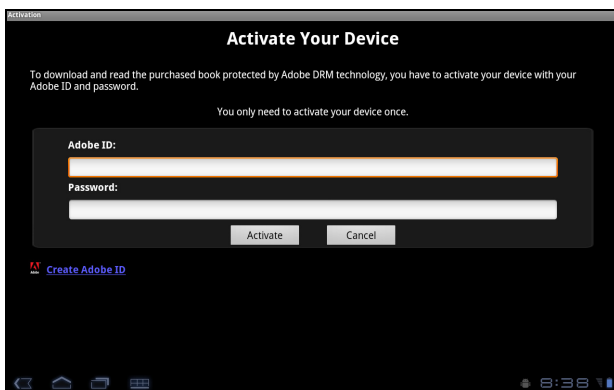 Activation
Activate Your Device
To download and read the purchased book protected by Adobe DRM technology, you have to activate your device with your
Adobe ID and password.
You only need to activate your device once.
Adobe ID:
Password:
Activate Cancel
Adobe Create Adobe ID
8:38